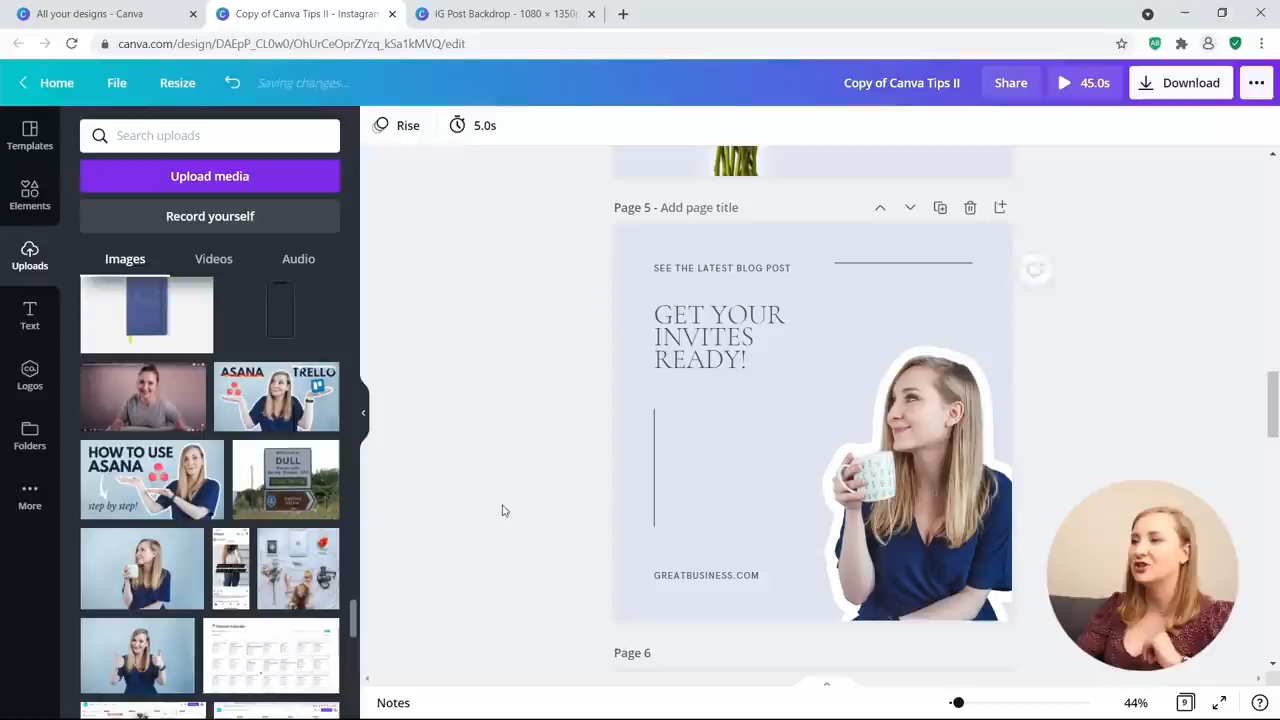 All your designs - Canva
Copy of Canva Tips II - Instagram
IG Post Backdrop - 1080 × 1350p
canva.com/design/DAEpP_CL0w0/OhUrCeOprZYzq_kSa1kMVQ/edit
Home
File
Resize
Saving changes...
Copy of Canva Tips II
Share
45.0s
Download
Templates
Elements
Uploads
Text
CO.
Logos
Folders
More
Search uploads
Upload media
Record yourself
Images
Videos
Audio
ASANA
TRELLO
HOW TO USE
ASANA
step by step!
DULL
Rise
5.0s
Page 5 - Add page title
SEE THE LATEST BLOG POST
GET YOUR
INVITES
READY!
GREATBUSINESS.COM
Page 6
Notes
44%
9